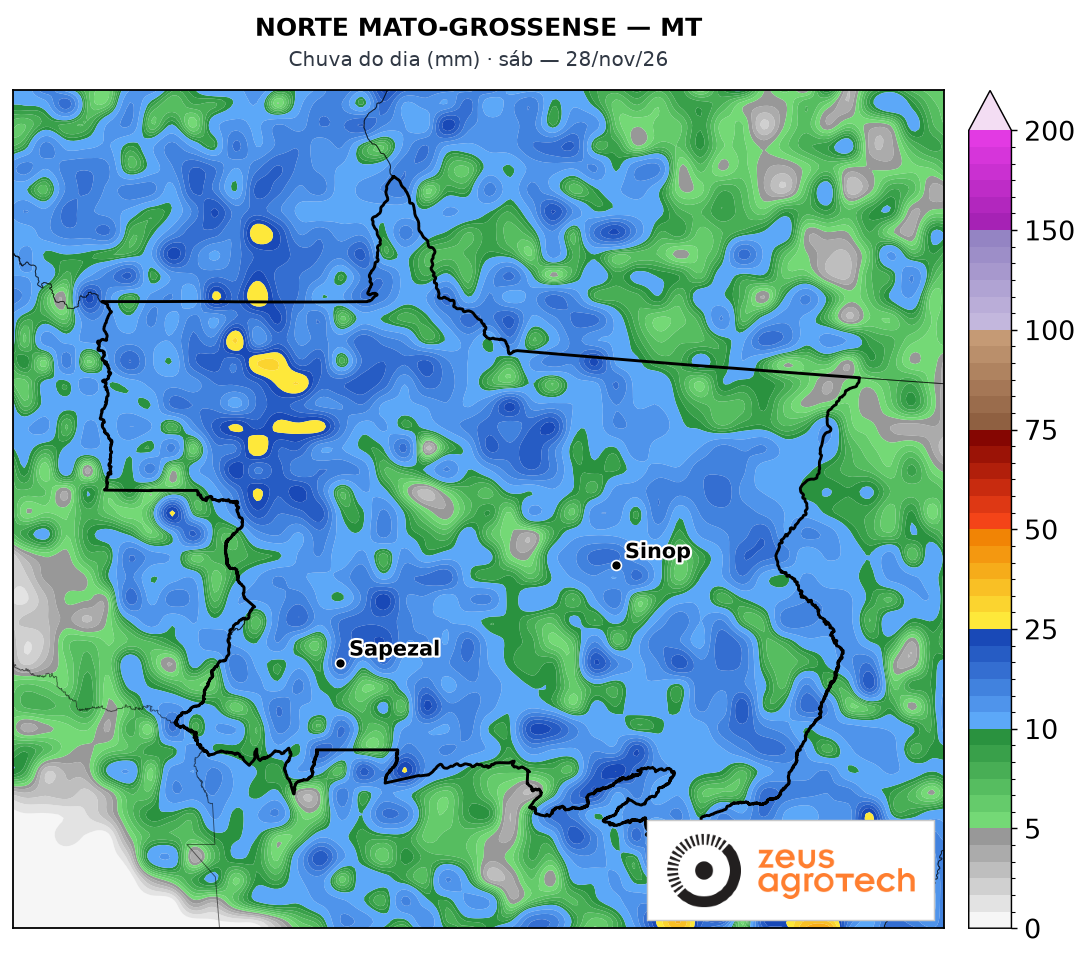 NORTE MATO-GROSSENSE — MT
Chuva do dia (mm) · sáb — 28/nov/26
200
150
100
75
50
25
10
5
0
Sinop
Sapezal
zeus
agrotech